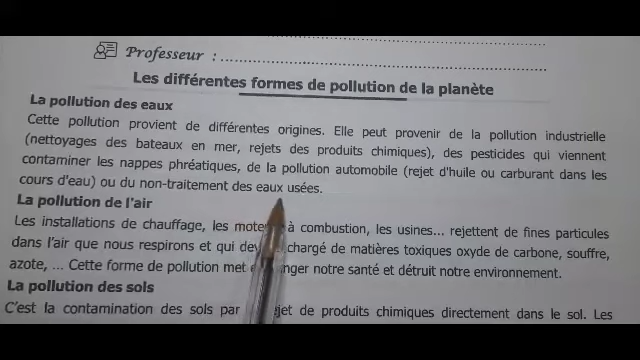 Professeur : ..........................................................................
Les différentes formes de pollution de la planète
La pollution des eaux
Cette pollution provient de différentes origines. Elle peut provenir de la pollution industrielle
(nettoyages des bateaux en mer, rejets des produits chimiques), des pesticides qui viennent
contaminer les nappes phréatiques, de la pollution automobile (rejet d'huile ou carburant dans les
cours d'eau) ou du non-traitement des eaux usées.
La pollution de l'air
Les installations de chauffage, les à combustion, les usines... rejettent de fines particules
dans l'air que nous respirons et qui chargé de matières toxiques oxyde de carbone, souffre,
azote, ... Cette forme de pollution met notre santé et détruit notre environnement.
La pollution des sols
C'est la contamination des sols par de produits chimiques directement dans le sol. Les